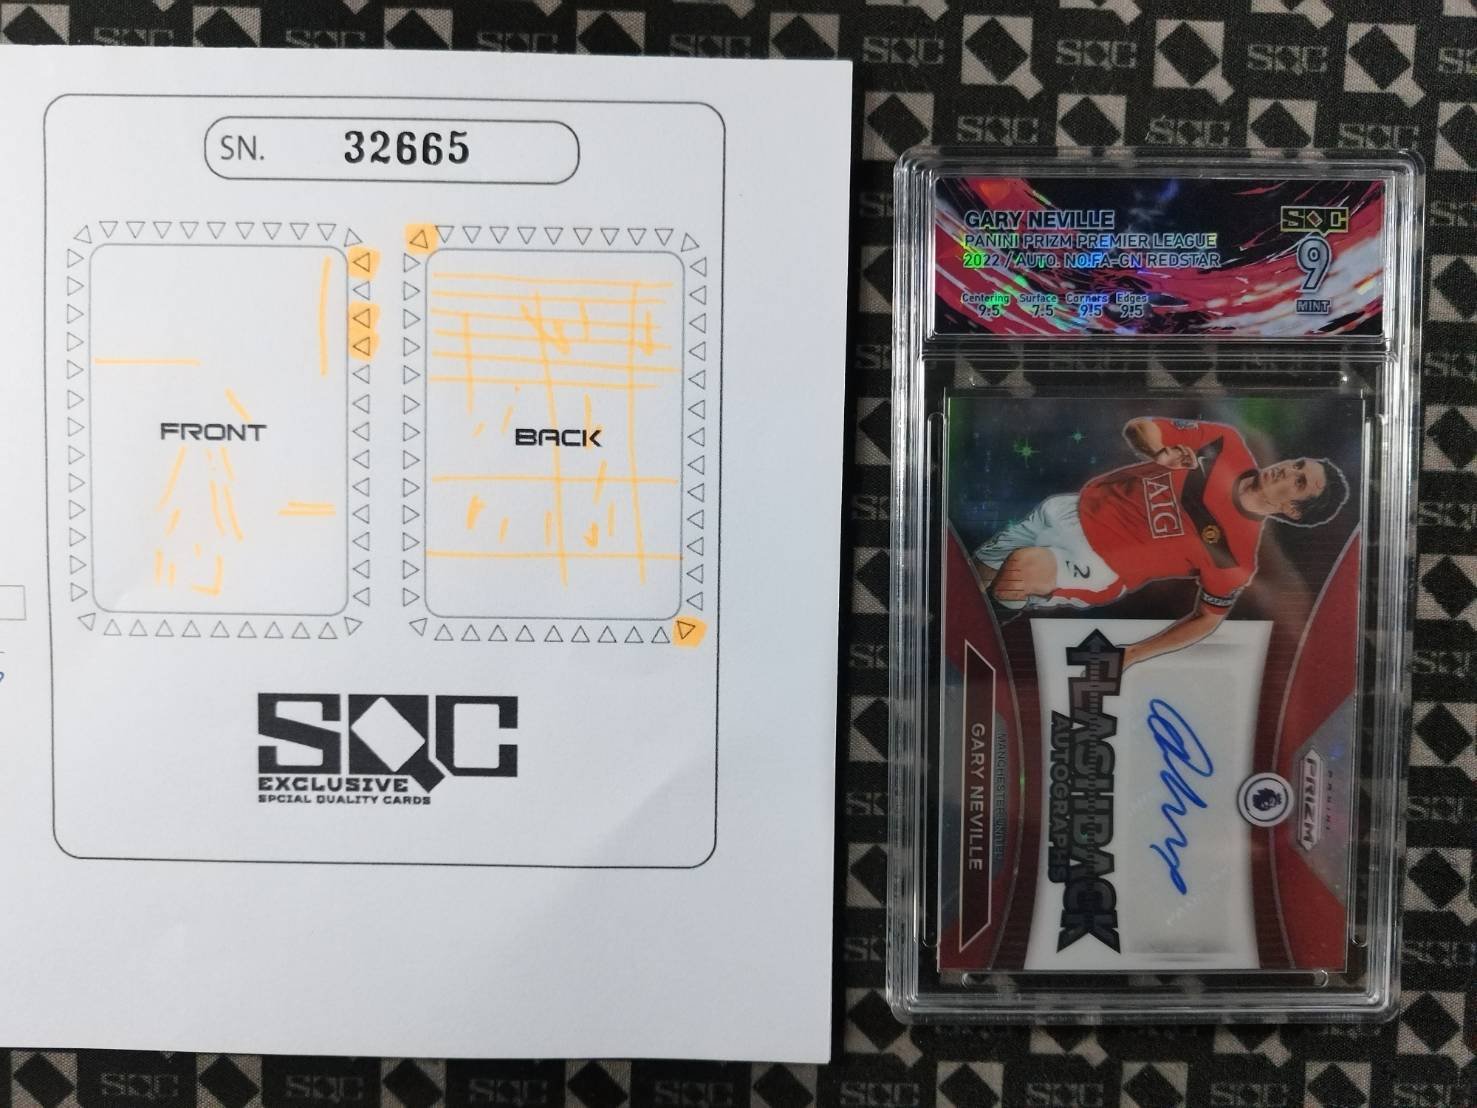 SN. 32665
FRONT
BACK
SQC
EXCLUSIVE
SPCIAL QUALITY CARDS
GARY NEVILLE
PANINI PRIZM PREMIER LEAGUE
2022 / AUTO. NO.FA-GN REDSTAR
Centering Surface Corners Edges
9.5 7.5 9.5 9.5
SQC
9
MINT
AIG
2
FLASHBACK
AUTOGRAPHS
MANCHESTER UNITED
GARY NEVILLE
PANINI
PRIZM